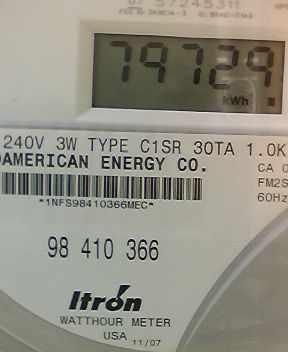 79729
kWh
240V 3W TYPE C1SR 30TA 1.0K
AMERICAN ENERGY CO.
CA 0
FM2S
60Hz
*1NFS98410366MEC*
98 410 366
Itron
WATTHOUR METER
USA 11/07